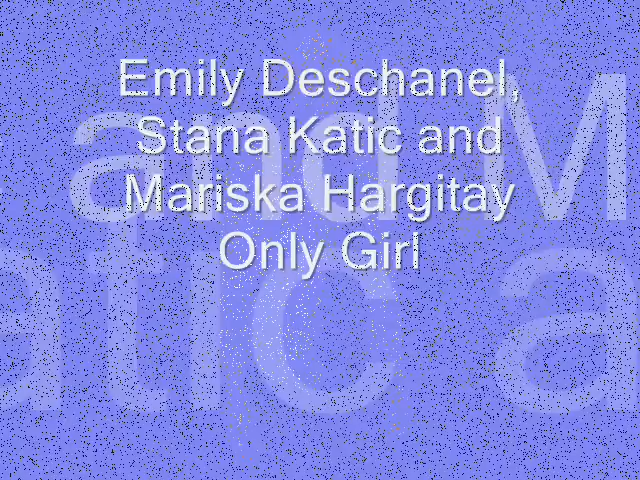 Emily Deschanel,
Stana Katic and
Mariska Hargitay
Only Girl